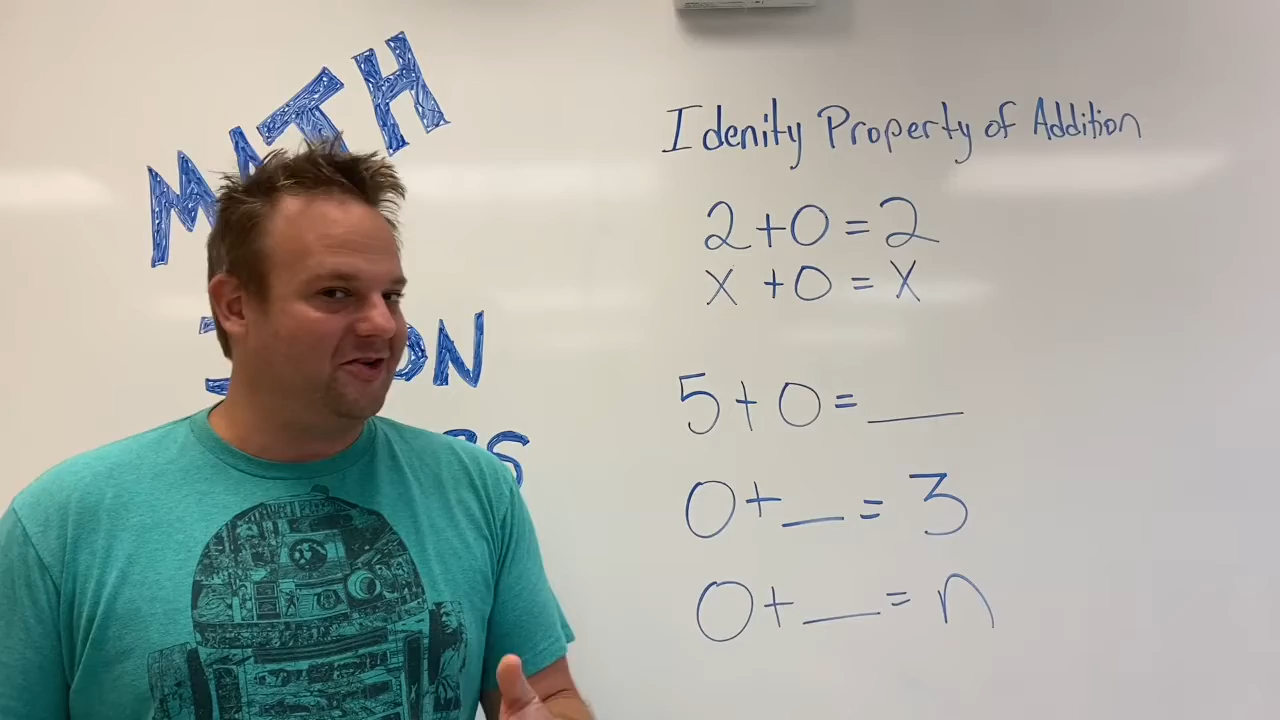 MATH
Idenity Property of Addition
2+0=2
x+0=x
5+0=__
0+__=3
0+__=n